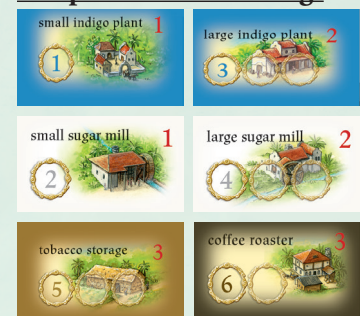 small indigo plant 1
1
large indigo plant 2
3
small sugar mill 1
2
large sugar mill 2
4
tobacco storage 3
5
coffee roaster 3
6